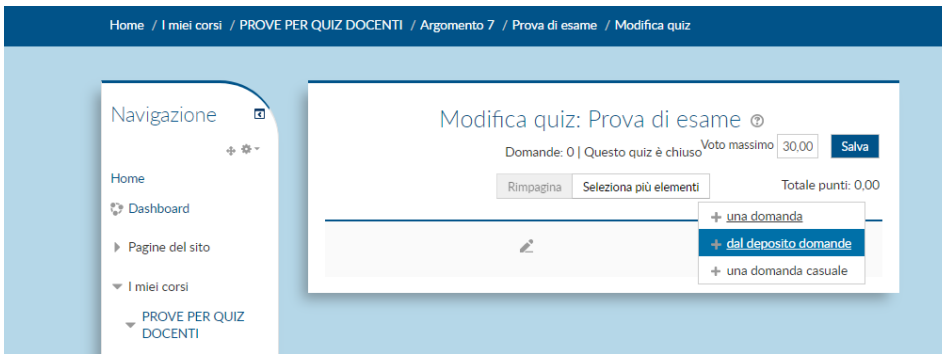 Home / I miei corsi / PROVE PER QUIZ DOCENTI / Argomento 7 / Prova di esame / Modifica quiz
Navigazione
Home
Dashboard
Pagine del sito
I miei corsi
PROVE PER QUIZ
DOCENTI
Modifica quiz: Prova di esame
Domande: 0 | Questo quiz è chiuso
Voto massimo 30,00 Salva
Rimpagina Seleziona più elementi Totale punti: 0,00
una domanda
dal deposito domande
una domanda casuale